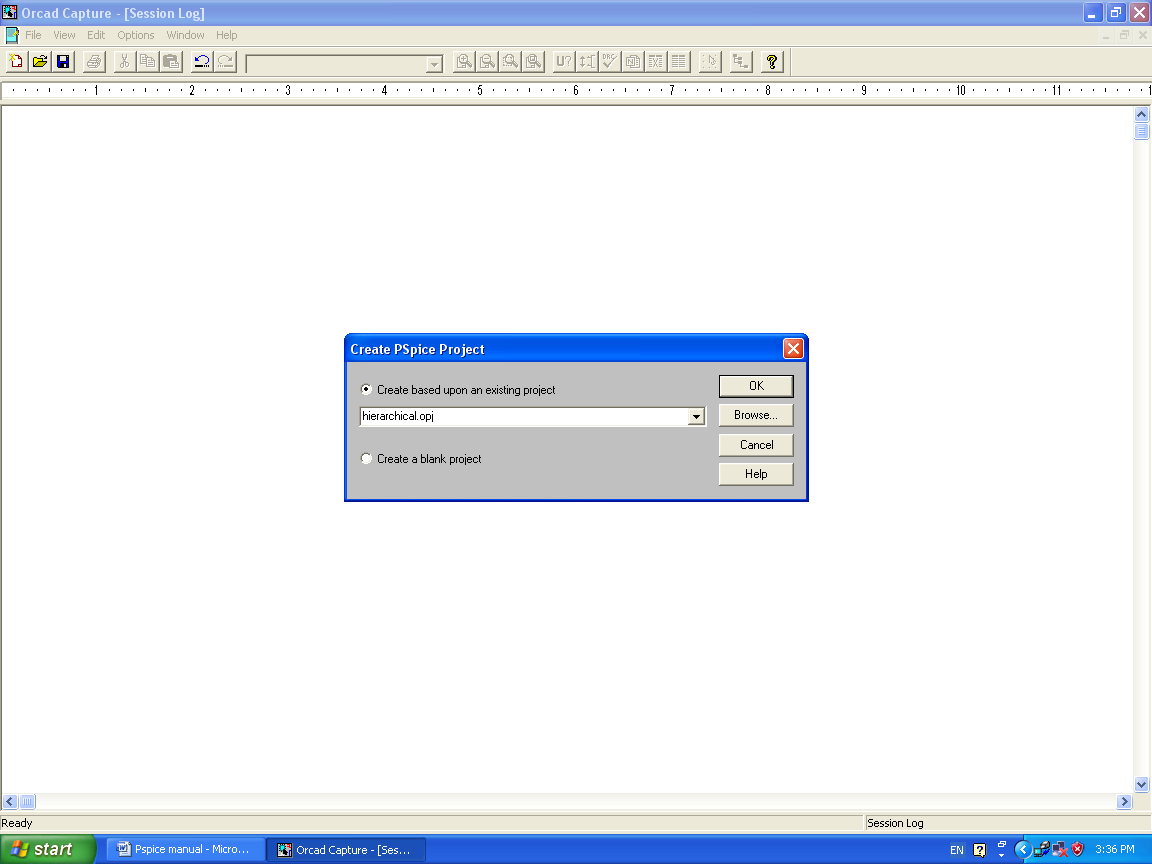 Orcad Capture - [Session Log]
File View Edit Options Window Help
U? DRC ?
1 2 3 4 5 6 7 8 9 10 11 1
Create PSpice Project
Create based upon an existing project
OK
hierarchical.opj
Browse...
Cancel
Create a blank project
Help
Ready
Session Log
start
Pspice manual - Micro...
Orcad Capture - [Ses...
EN
3:36 PM